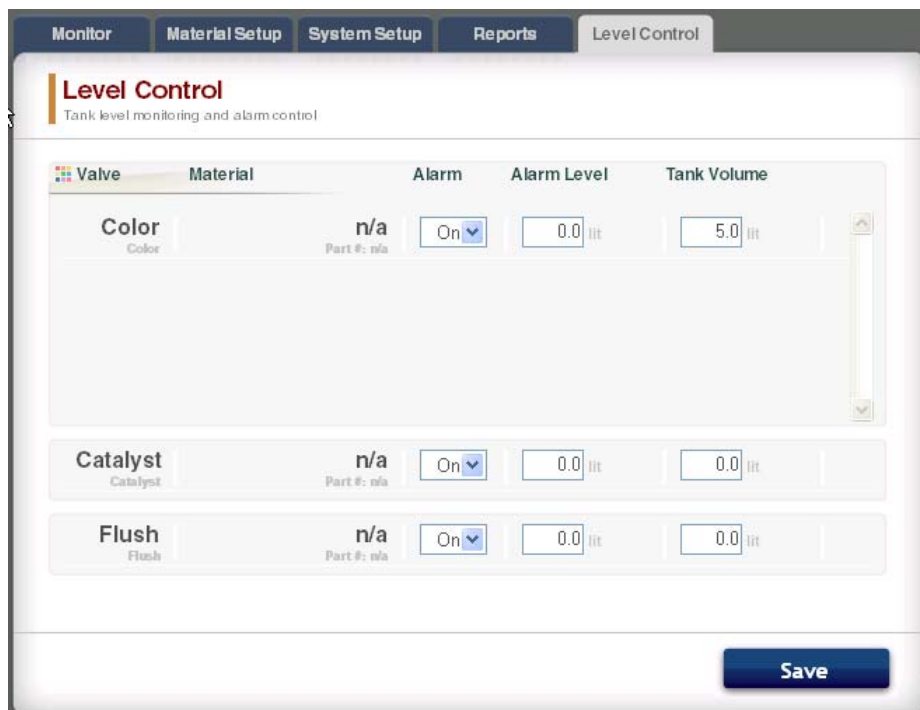 Monitor Material Setup System Setup Reports Level Control
Level Control
Tank level monitoring and alarm control
Valve Material Alarm Alarm Level Tank Volume
Color n/a On 0.0 lit 5.0 lit
Color Part #: n/a
Catalyst n/a On 0.0 lit 0.0 lit
Catalyst Part #: n/a
Flush n/a On 0.0 lit 0.0 lit
Flush Part #: n/a
Save